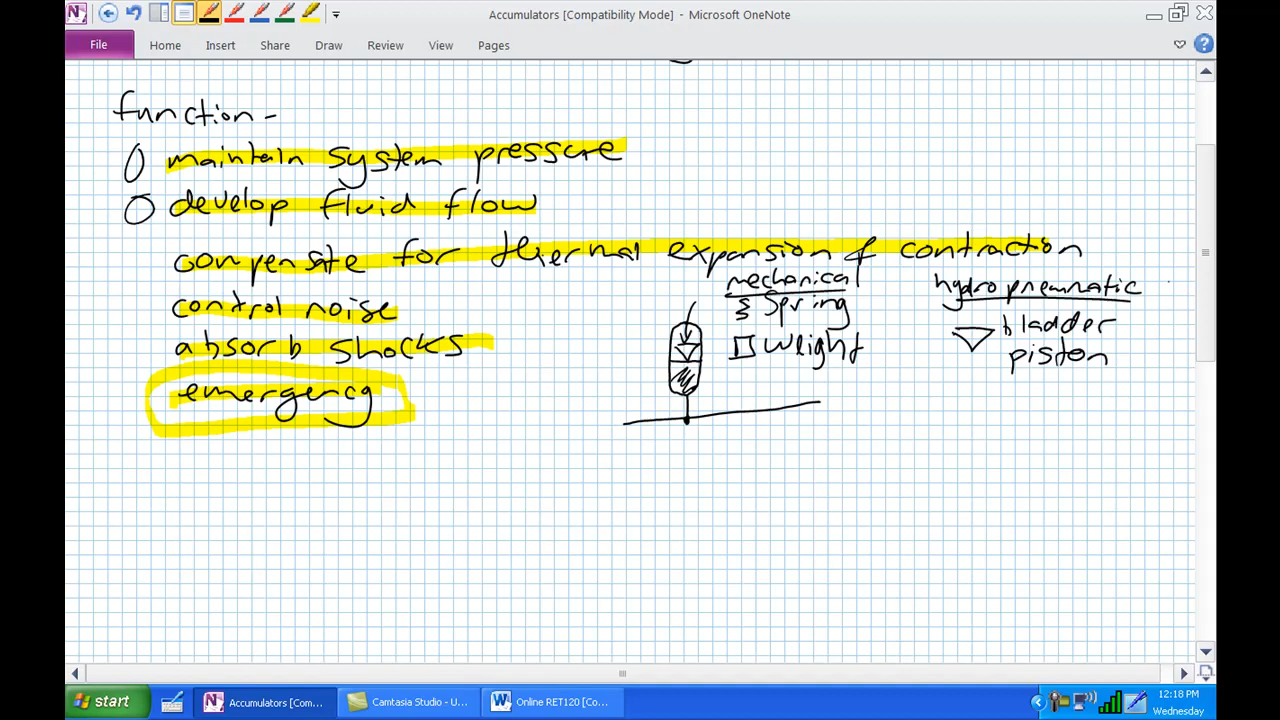 Accumulators [Compatibility Mode] - Microsoft OneNote
File Home Insert Share Draw Review View Pages
function -
1) maintain system pressure
develop fluid flow
compensate for thermal expansion & contraction
control noise
absorb shocks
emergency
mechanical
Spring
Weight
hydropneumatic
bladder
piston
start
Accumulators [Com...
Camtasia Studio - U...
Online RET120 [Co...
12:18 PM
Wednesday